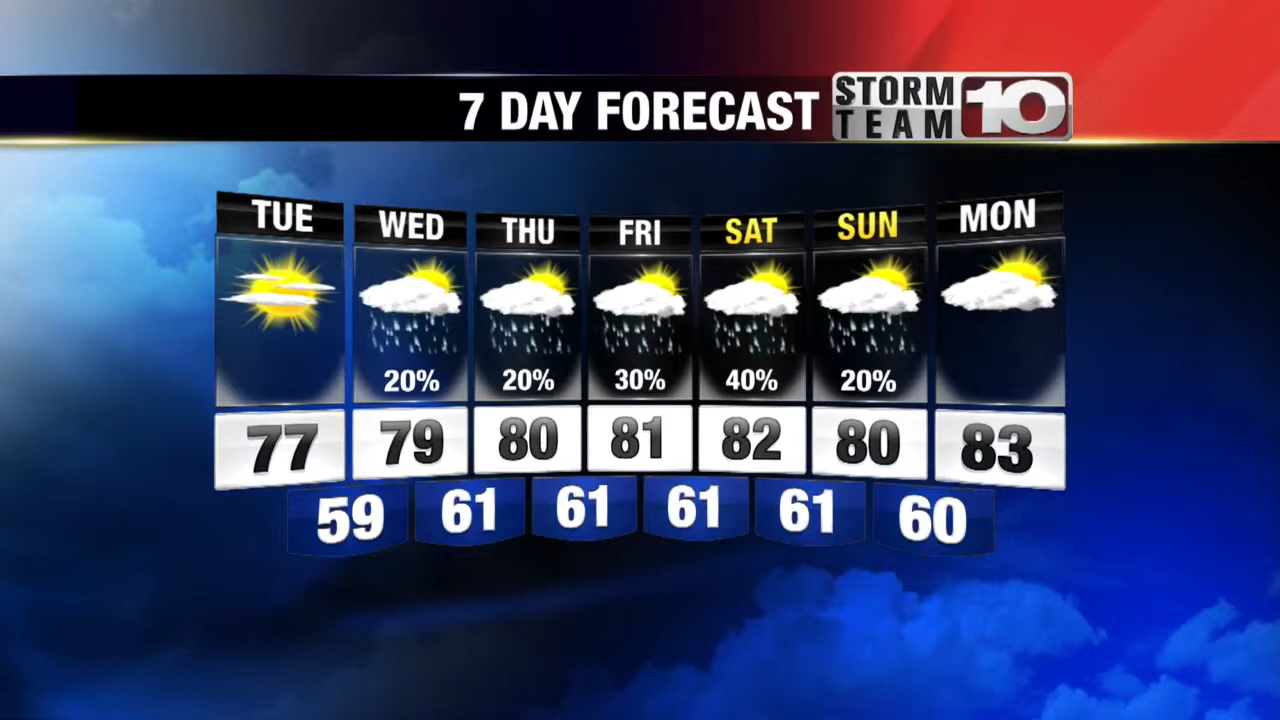 7 DAY FORECAST STORM TEAM 10
TUE WED THU FRI SAT SUN MON
20% 20% 30% 40% 20%
77 79 80 81 82 80 83
59 61 61 61 61 60